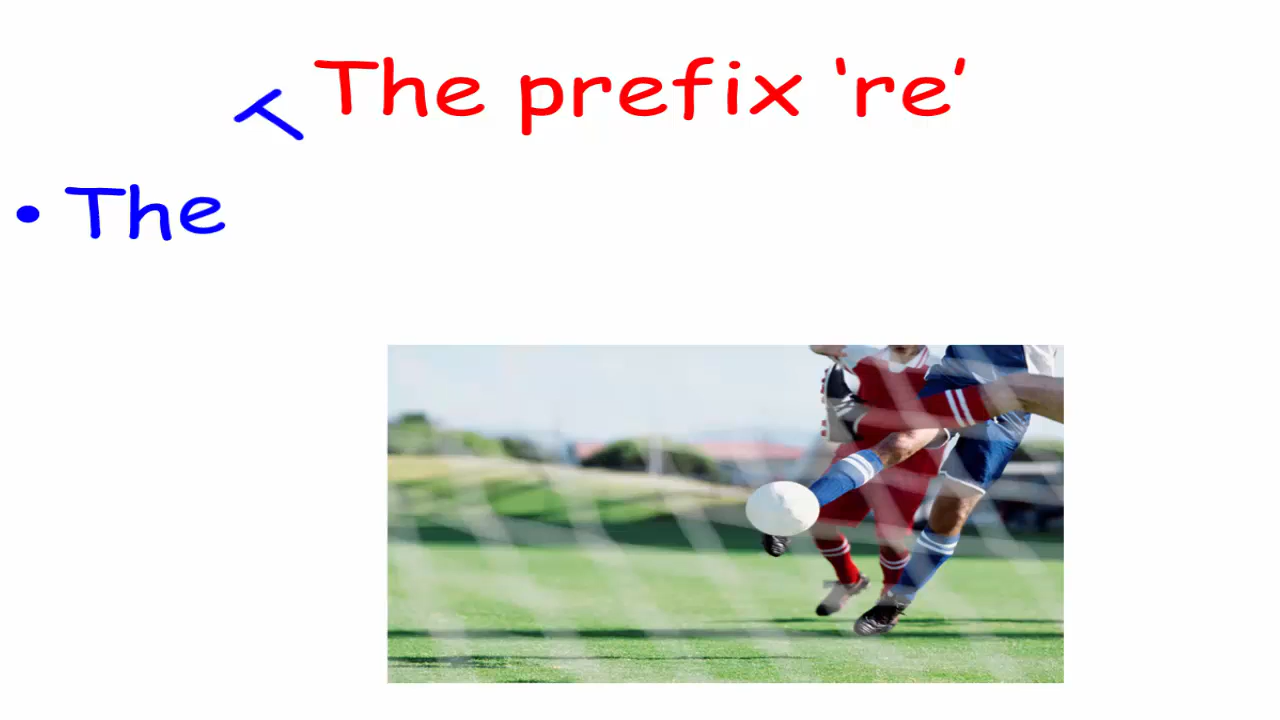 The prefix ‘re’
• The